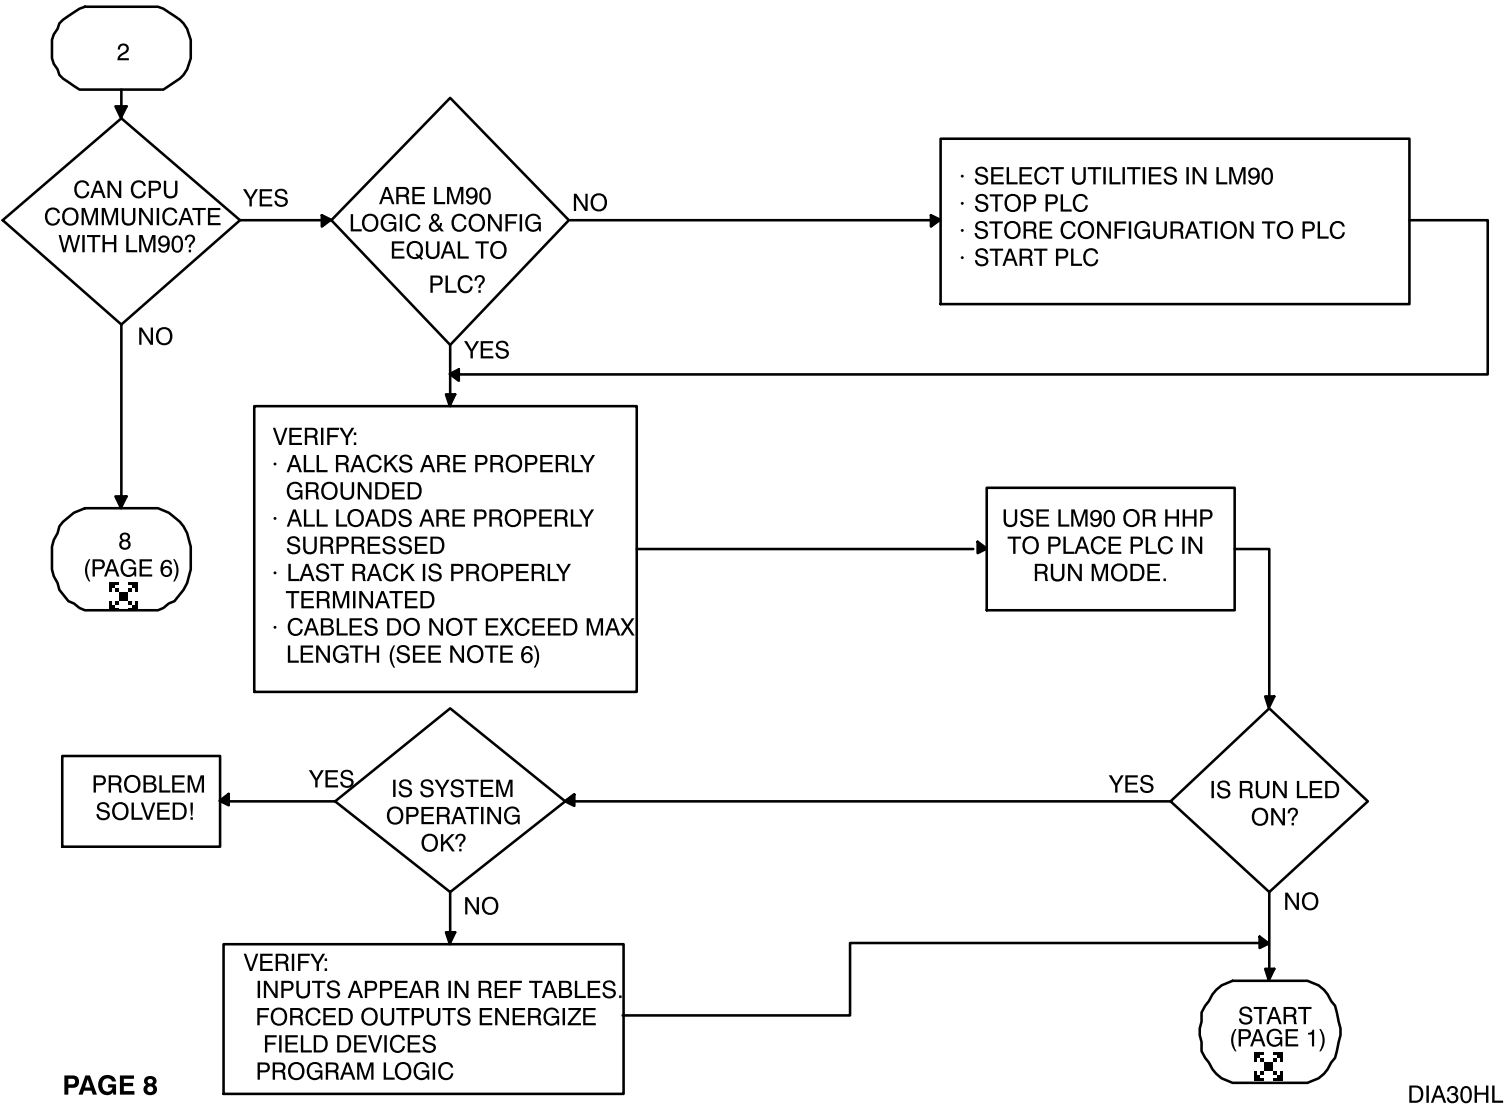 2
CAN CPU
COMMUNICATE
WITH LM90?
YES
NO
8
(PAGE 6)
ARE LM90
LOGIC & CONFIG
EQUAL TO
PLC?
NO
YES
· SELECT UTILITIES IN LM90
· STOP PLC
· STORE CONFIGURATION TO PLC
· START PLC
VERIFY:
· ALL RACKS ARE PROPERLY
GROUNDED
· ALL LOADS ARE PROPERLY
SURPRESSED
· LAST RACK IS PROPERLY
TERMINATED
· CABLES DO NOT EXCEED MAX
LENGTH (SEE NOTE 6)
USE LM90 OR HHP
TO PLACE PLC IN
RUN MODE.
IS RUN LED
ON?
YES
NO
IS SYSTEM
OPERATING
OK?
YES
NO
PROBLEM
SOLVED!
VERIFY:
INPUTS APPEAR IN REF TABLES.
FORCED OUTPUTS ENERGIZE
FIELD DEVICES
PROGRAM LOGIC
START
(PAGE 1)
PAGE 8
DIA30HL